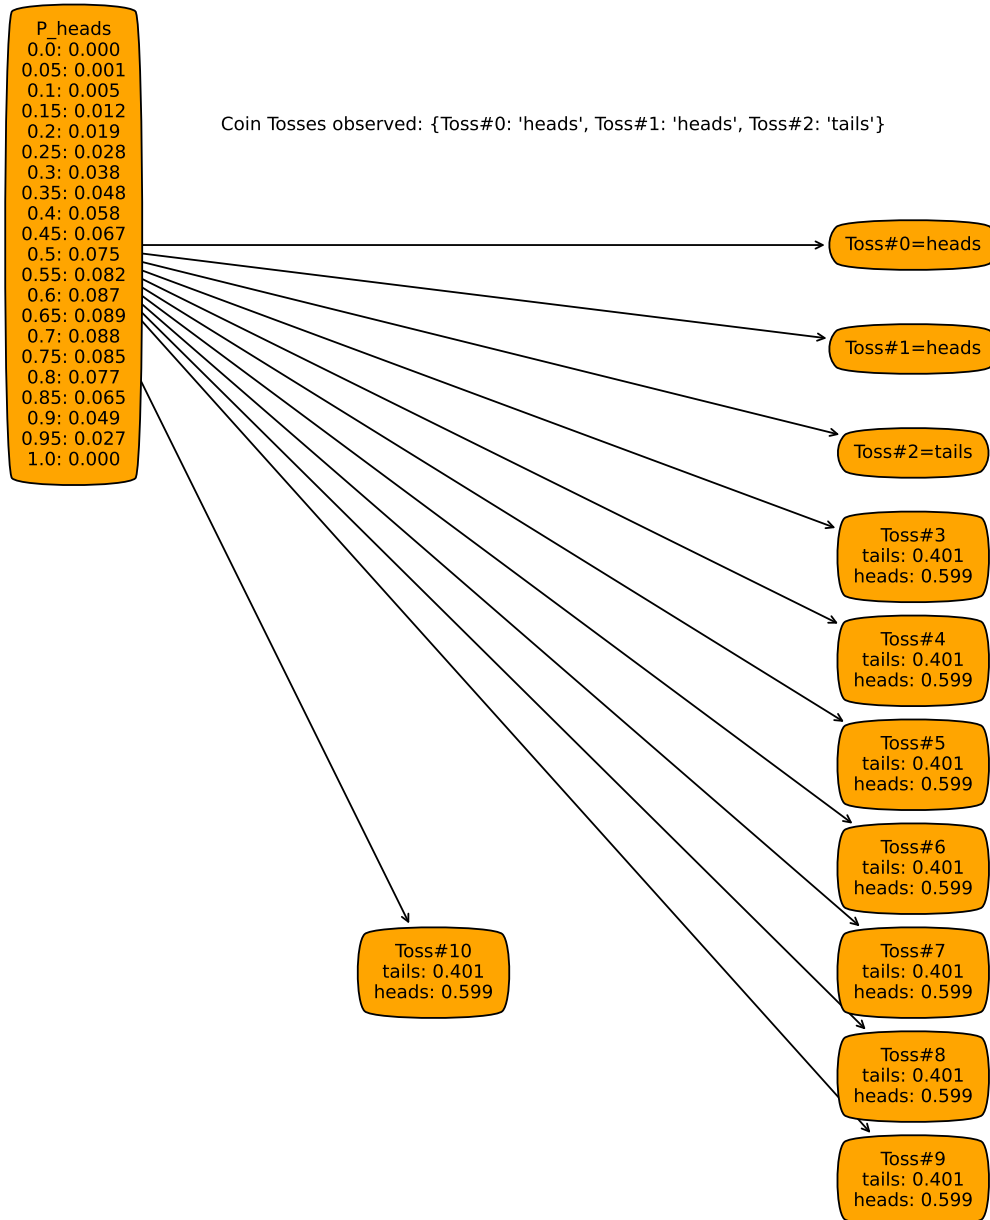 P_heads
0.0: 0.000
0.05: 0.001
0.1: 0.005
0.15: 0.012
0.2: 0.019
0.25: 0.028
0.3: 0.038
0.35: 0.048
0.4: 0.058
0.45: 0.067
0.5: 0.075
0.55: 0.082
0.6: 0.087
0.65: 0.089
0.7: 0.088
0.75: 0.085
0.8: 0.077
0.85: 0.065
0.9: 0.049
0.95: 0.027
1.0: 0.000
Coin Tosses observed: {Toss#0: 'heads', Toss#1: 'heads', Toss#2: 'tails'}
Toss#0=heads
Toss#1=heads
Toss#2=tails
Toss#3
tails: 0.401
heads: 0.599
Toss#4
tails: 0.401
heads: 0.599
Toss#5
tails: 0.401
heads: 0.599
Toss#6
tails: 0.401
heads: 0.599
Toss#10
tails: 0.401
heads: 0.599
Toss#7
tails: 0.401
heads: 0.599
Toss#8
tails: 0.401
heads: 0.599
Toss#9
tails: 0.401
heads: 0.599